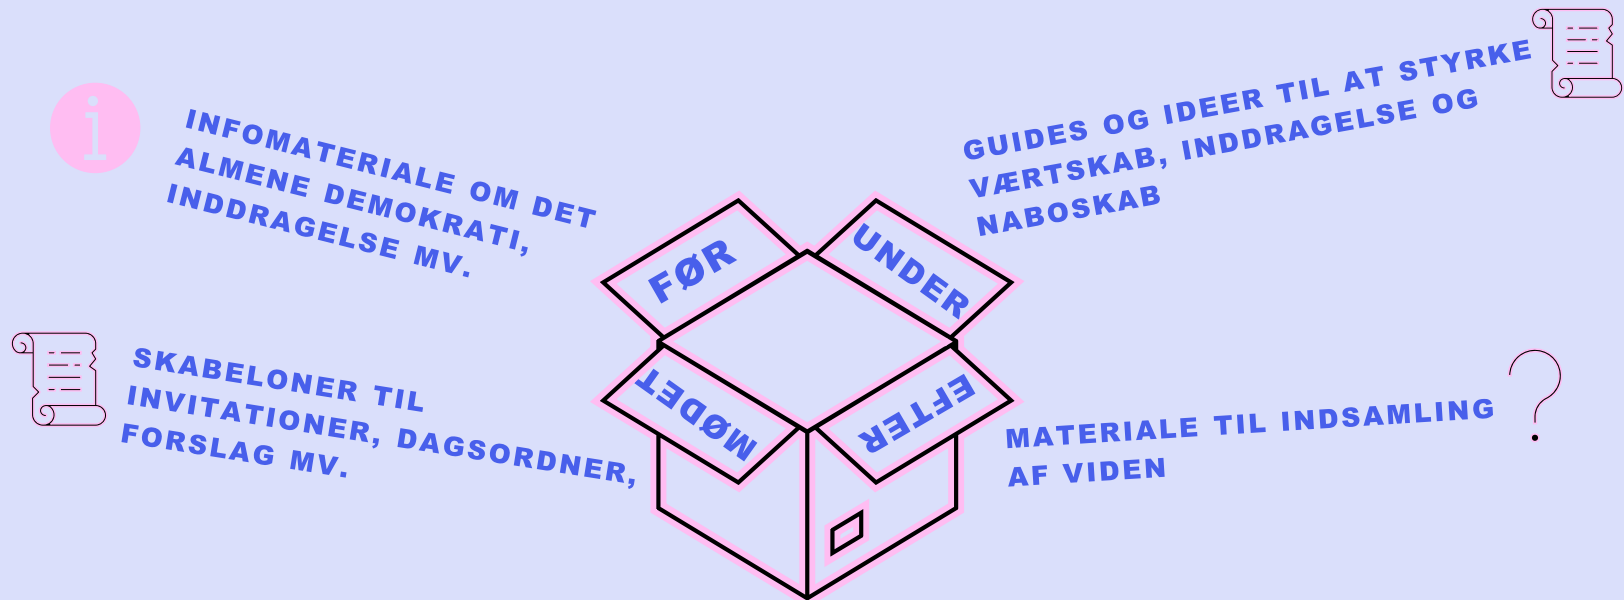 INFOMATERIALE OM DET
ALMENE DEMOKRATI,
INDDRAGELSE MV.
GUIDES OG IDEER TIL AT STYRKE
VÆRTSKAB, INDDRAGELSE OG
NABOSKAB
FØR
UNDER
MØDET
EFTER
SKABELONER TIL
INVITATIONER, DAGSORDNER,
FORSLAG MV.
MATERIALE TIL INDSAMLING
AF VIDEN